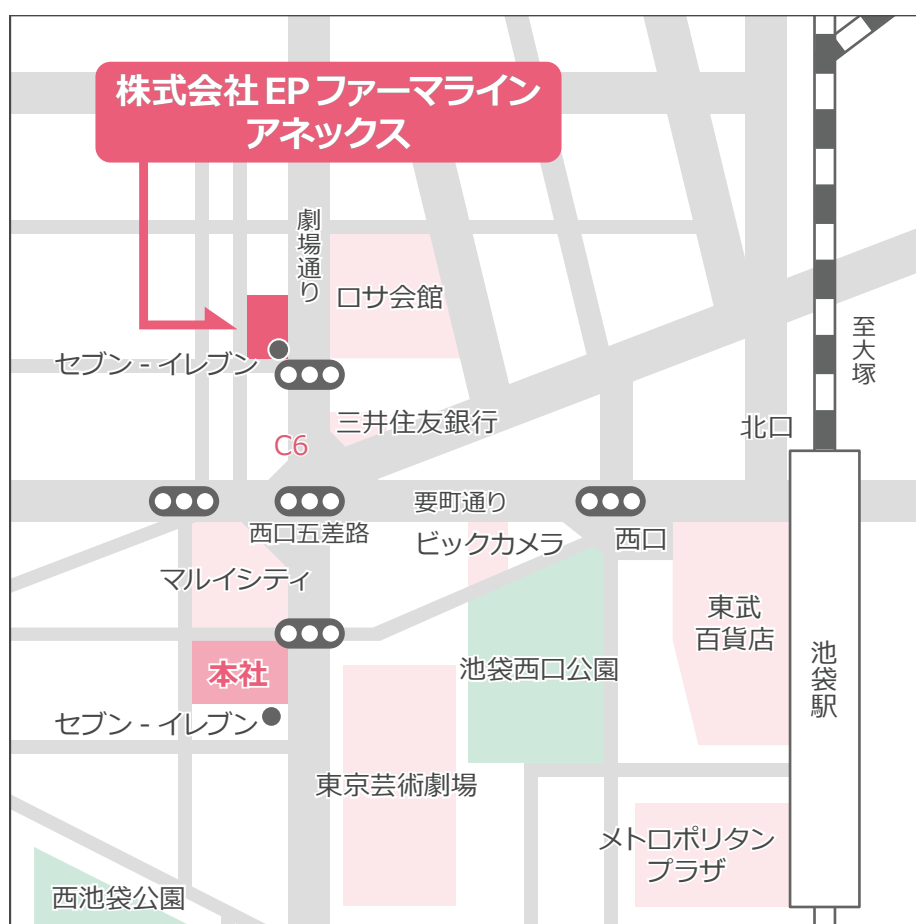 株式会社 EP ファーマライン
アネックス
劇場通り
ロサ会館
セブン - イレブン
至大塚
三井住友銀行
北口
C6
要町通り
西口五差路
ビックカメラ
西口
マルイシティ
東武
百貨店
本社
池袋西口公園
池袋駅
セブン - イレブン
東京芸術劇場
メトロポリタン
プラザ
西池袋公園